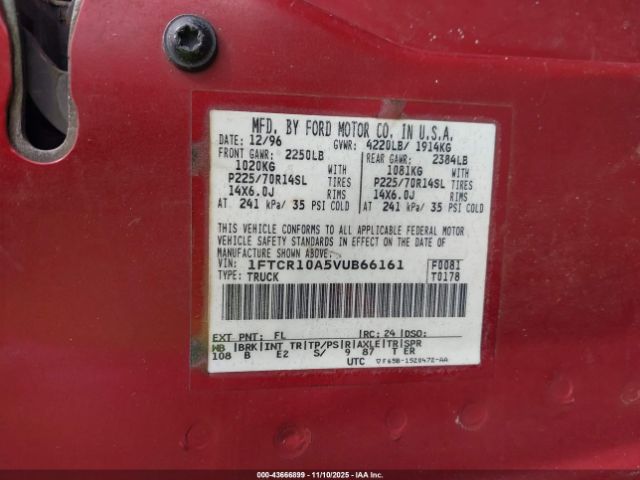 MFD. BY FORD MOTOR CO. IN U.S.A.
DATE: 12/96 GVWR: 4220LB/ 1914KG
FRONT GAWR: 2250LB REAR GAWR: 2384LB
1020KG WITH 1081KG WITH
P225/70R14SL TIRES P225/70R14SL TIRES
14X6.0J RIMS 14X6.0J RIMS
AT 241 kPa/ 35 PSI COLD AT 241 kPa/ 35 PSI COLD
THIS VEHICLE CONFORMS TO ALL APPLICABLE FEDERAL MOTOR
VEHICLE SAFETY STANDARDS IN EFFECT ON THE DATE OF
MANUFACTURE SHOWN ABOVE.
VIN: 1FTCR10A5VUB66161 F0081
TYPE: TRUCK T0178
EXT PNT: FL RC: 24 DSO:
WB BRK INT TR TP/PS R AXLE TR SPR
108 B E2 S/ 9 87 T ER
UTC ▽F65B-1520472-AA
000-43666899 - 11/10/2025 - IAAI.COM